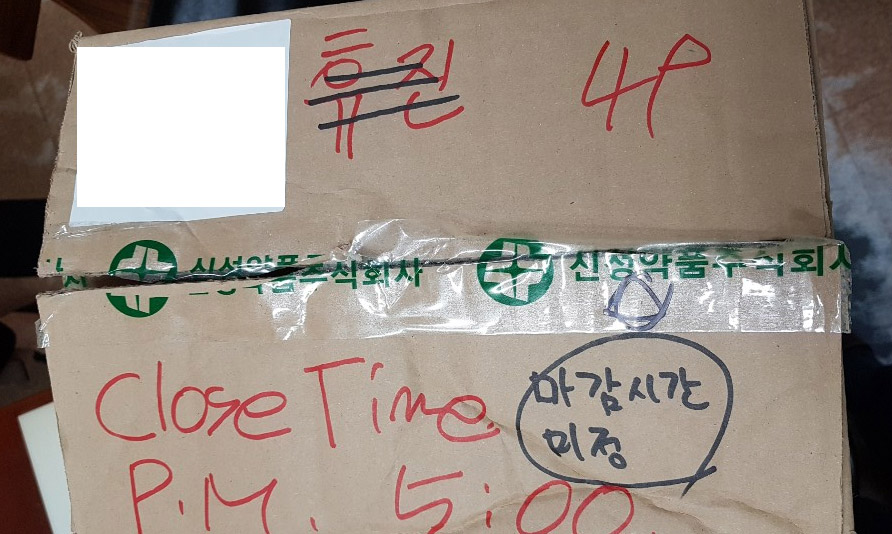 휴진 4P
신성약품주식회사 신성약품주식회사
Close Time
마감시간
미정
P.M. 5:00